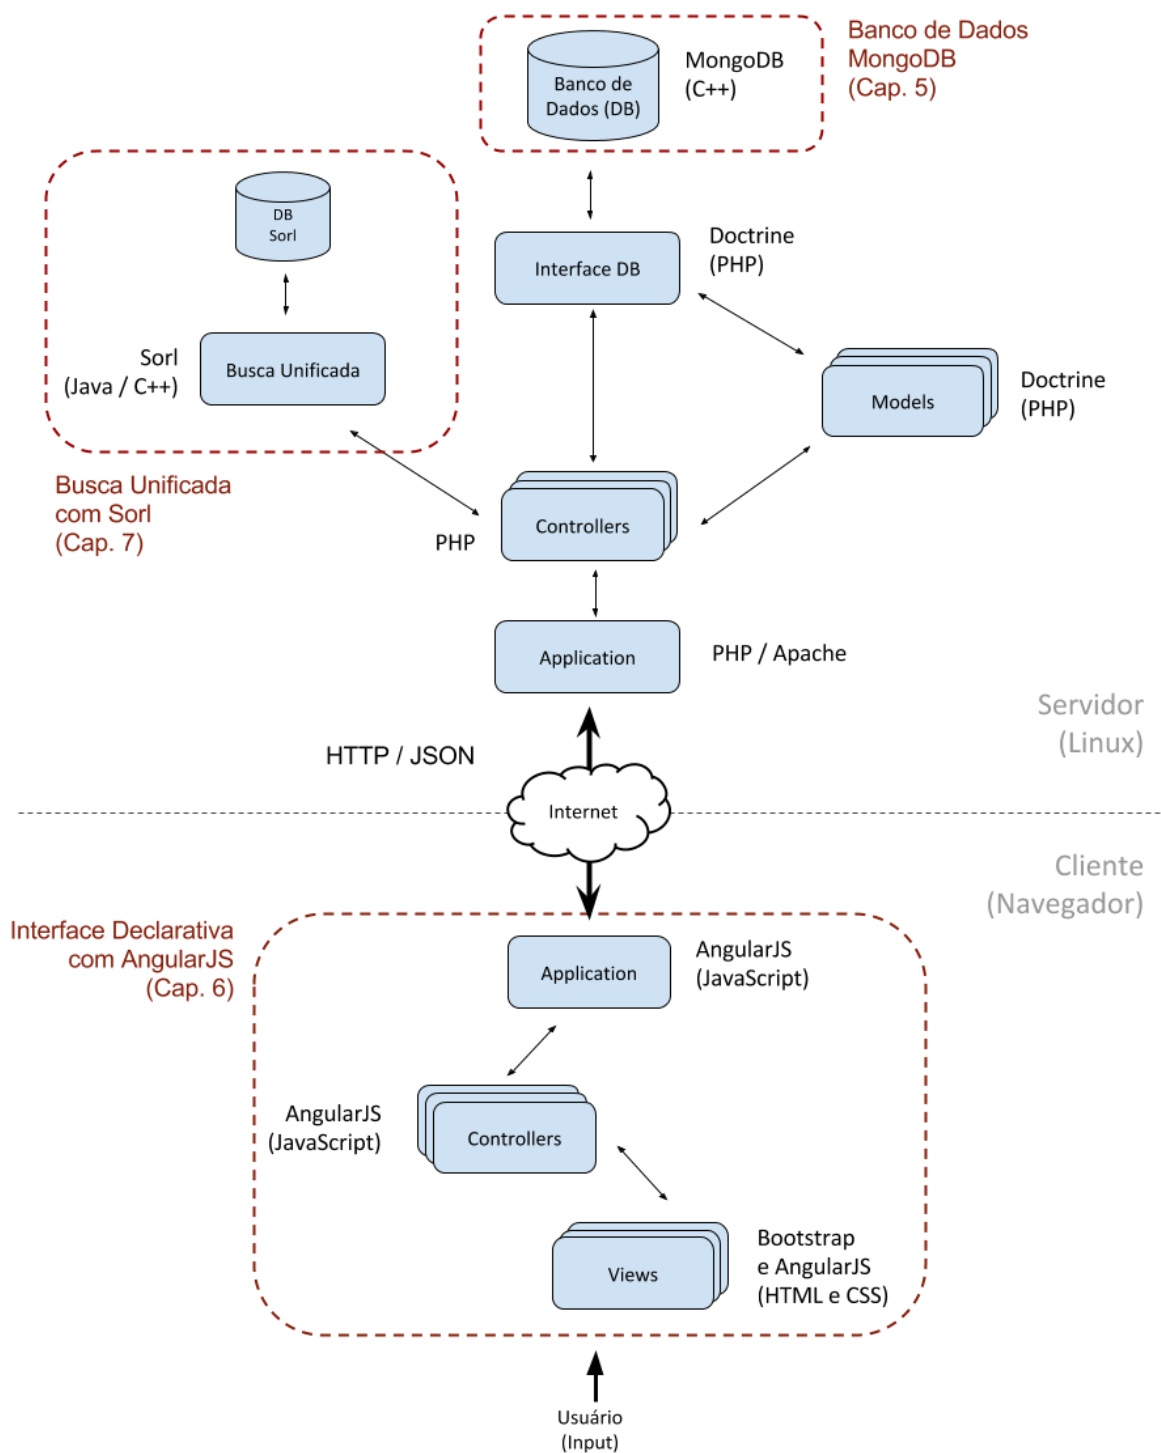 Banco de
Dados (DB)
MongoDB
(C++)
Banco de Dados
MongoDB
(Cap. 5)
DB
Sorl
Interface DB
Doctrine
(PHP)
Sorl
(Java / C++)
Busca Unificada
Models
Doctrine
(PHP)
Busca Unificada
com Sorl
(Cap. 7)
PHP
Controllers
Application
PHP / Apache
Servidor
(Linux)
HTTP / JSON
Internet
Cliente
(Navegador)
Interface Declarativa
com AngularJS
(Cap. 6)
Application
AngularJS
(JavaScript)
AngularJS
(JavaScript)
Controllers
Views
Bootstrap
e AngularJS
(HTML e CSS)
Usuário
(Input)